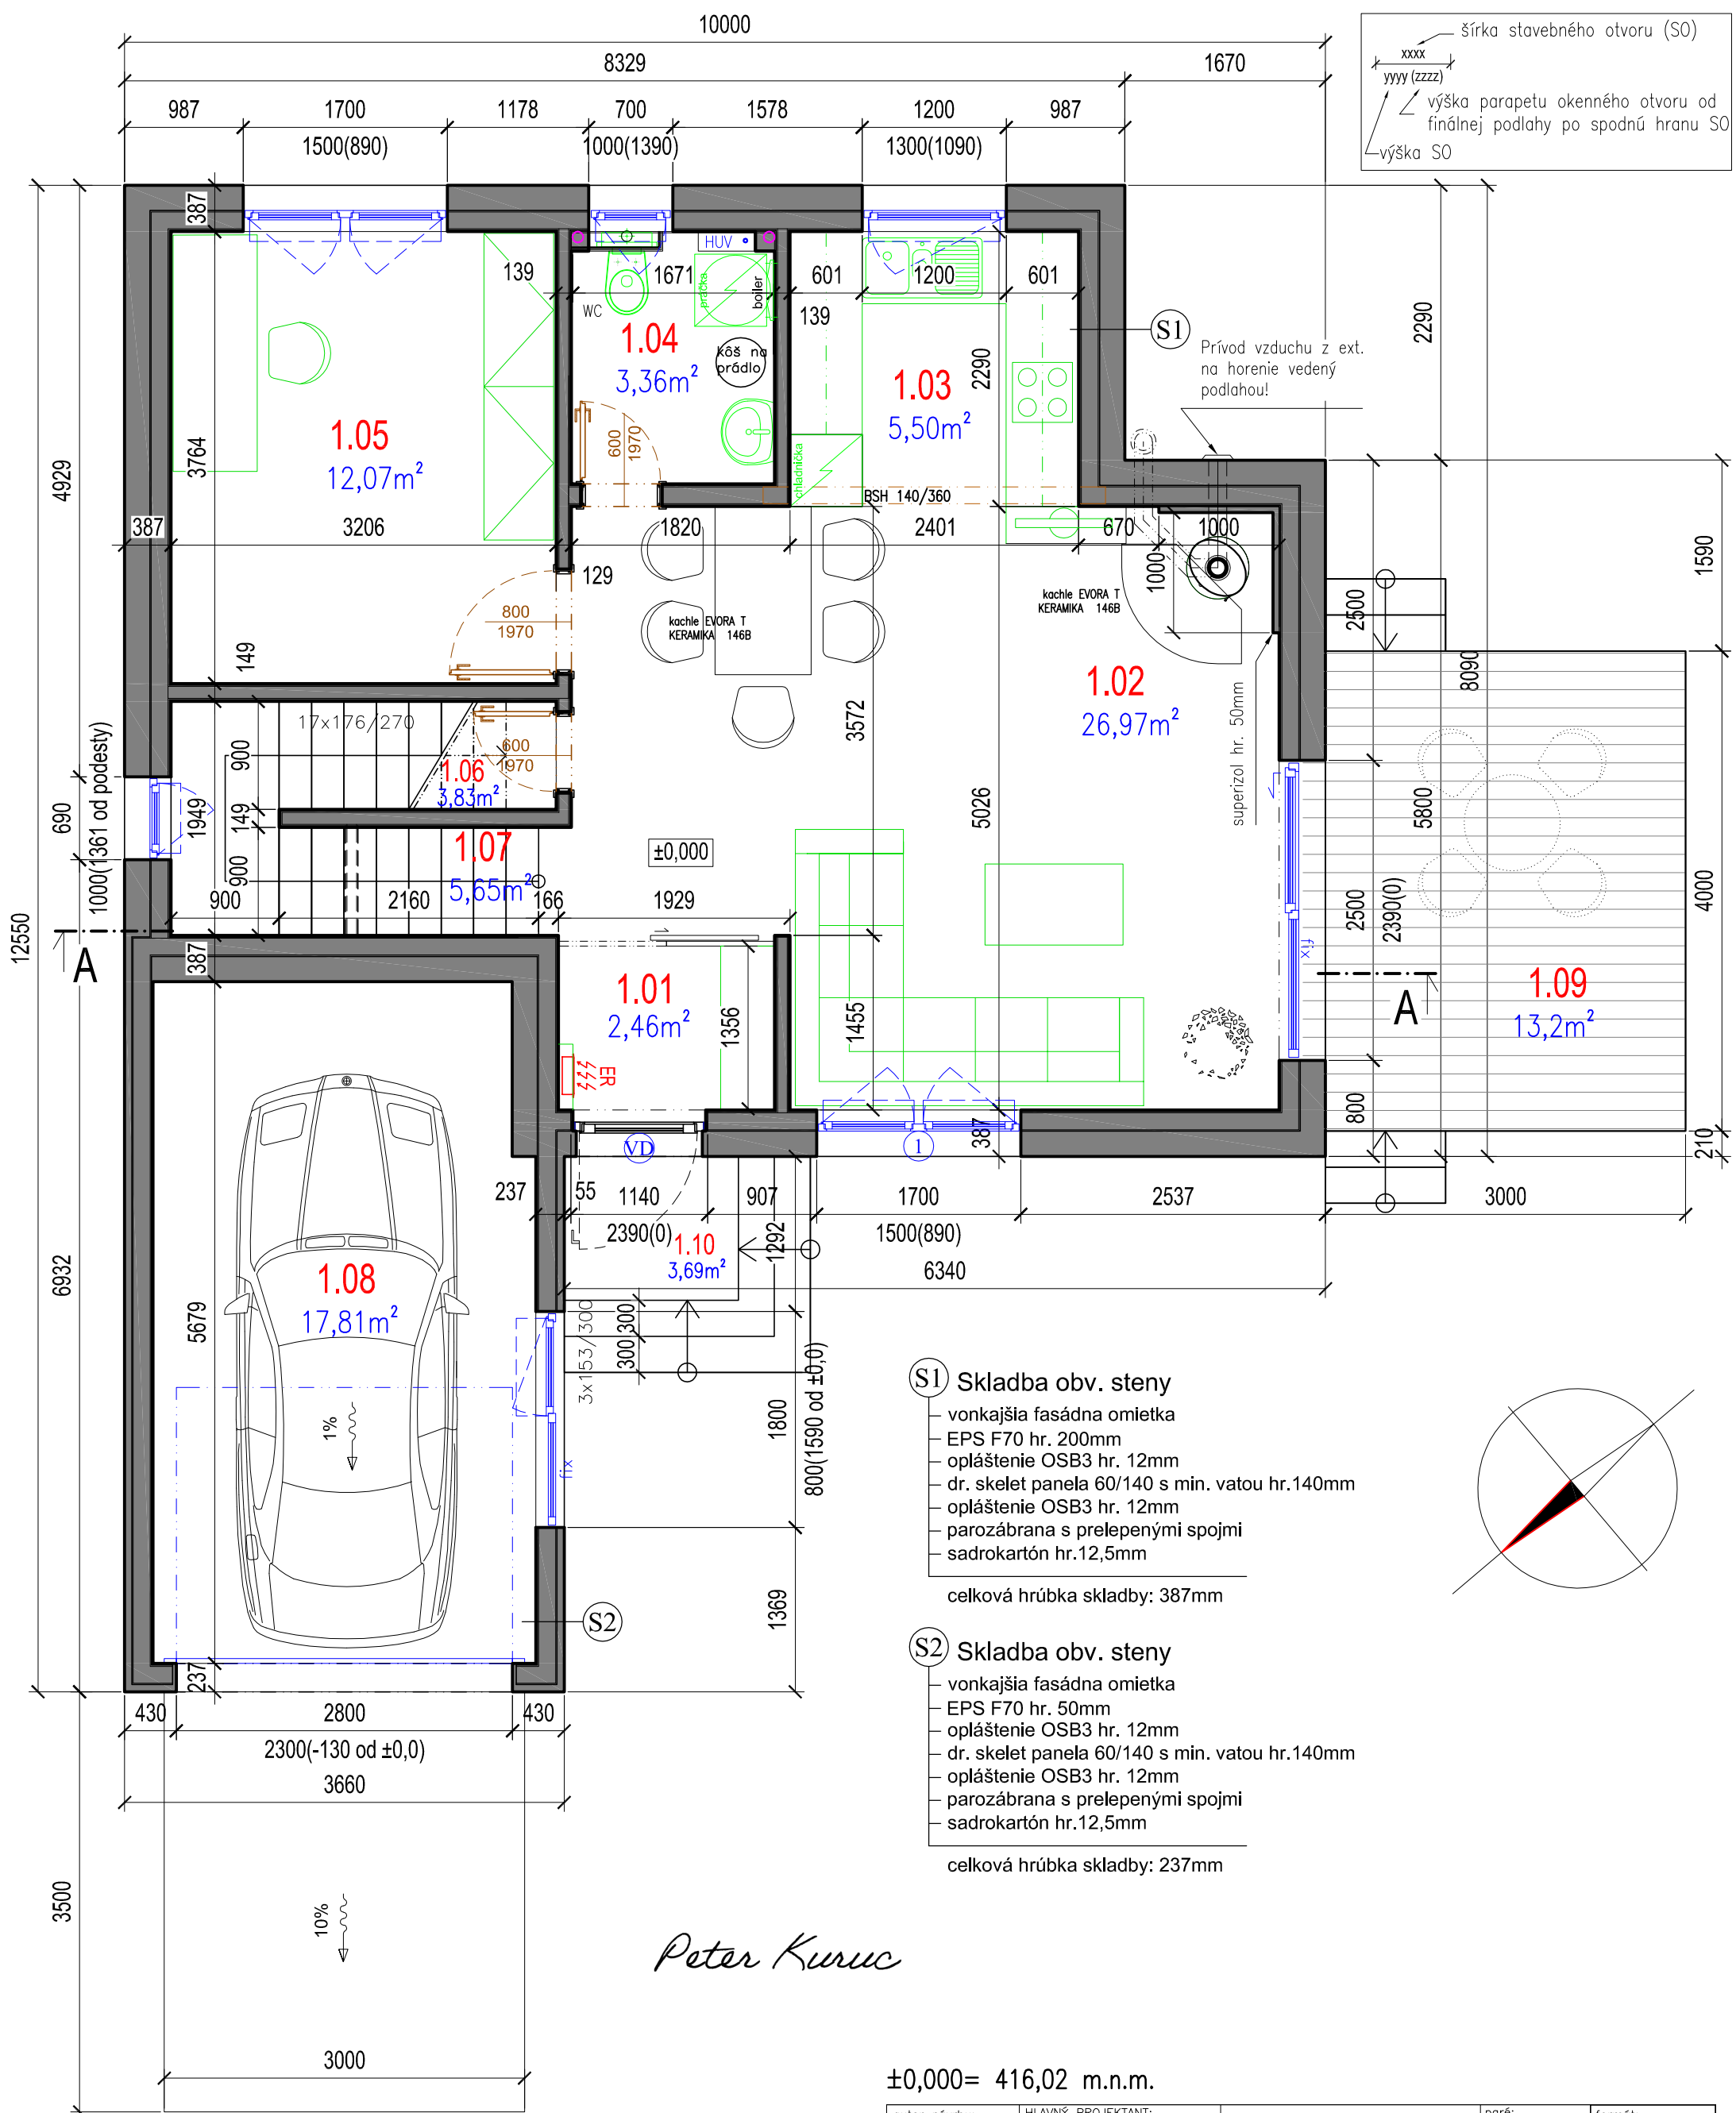 10000
8329
1670
987
1700
1178
700
1578
1200
987
1500(890)
1000(1390)
1300(1090)
šírka stavebného otvoru (SO)
xxxx
yyyy (zzzz)
výška parapetu okenného otvoru od
finálnej podlahy po spodnú hranu SO
výška SO
387
HUV
139
1671
práčka
boiler
601
1200
601
WC
139
S1
2290
1.04
3,36m²
kôš na
prádlo
1.03
5,50m²
2290
Prívod vzduchu z ext.
na horenie vedený
podlahou!
1.05
12,07m²
3764
4929
600
1970
chladnička
BSH 140/360
387
3206
1820
2401
670
1000
129
1000
1590
2500
800
1970
kachle EVORA T
KERAMIKA 146B
kachle EVORA T
KERAMIKA 146B
149
1.02
26,97m²
8090
superizol hr. 50mm
17x176/270
3572
900
600
1970
1.06
3,83m²
690
1000(1361 od podesty)
1949
149
5026
5800
1.07
5,65m²
±0,000
900
900
2160
166
1929
2500
2390(0)
4000
12550
A
387
fix
A
1.09
13,2m²
1.01
2,46m²
1356
1455
ER
800
VD
1
387
210
237
55
1140
907
1700
2537
3000
2390(0)
1.10
3,69m²
1292
1500(890)
6340
6932
1.08
17,81m²
5679
3x153/300
300
300
1%
fix
1800
800(1590 od ±0,0)
S1 Skladba obv. steny
vonkajšia fasádna omietka
EPS F70 hr. 200mm
opláštenie OSB3 hr. 12mm
dr. skelet panela 60/140 s min. vatou hr.140mm
opláštenie OSB3 hr. 12mm
parozábrana s prelepenými spojmi
sadrokartón hr.12,5mm
celková hrúbka skladby: 387mm
1369
S2
S2 Skladba obv. steny
vonkajšia fasádna omietka
EPS F70 hr. 50mm
opláštenie OSB3 hr. 12mm
dr. skelet panela 60/140 s min. vatou hr.140mm
opláštenie OSB3 hr. 12mm
parozábrana s prelepenými spojmi
sadrokartón hr.12,5mm
celková hrúbka skladby: 237mm
237
430
2800
430
2300(-130 od ±0,0)
3660
3500
10%
Peter Kuruc
3000
±0,000= 416,02 m.n.m.
HLAVNÝ PROJEKTANT: